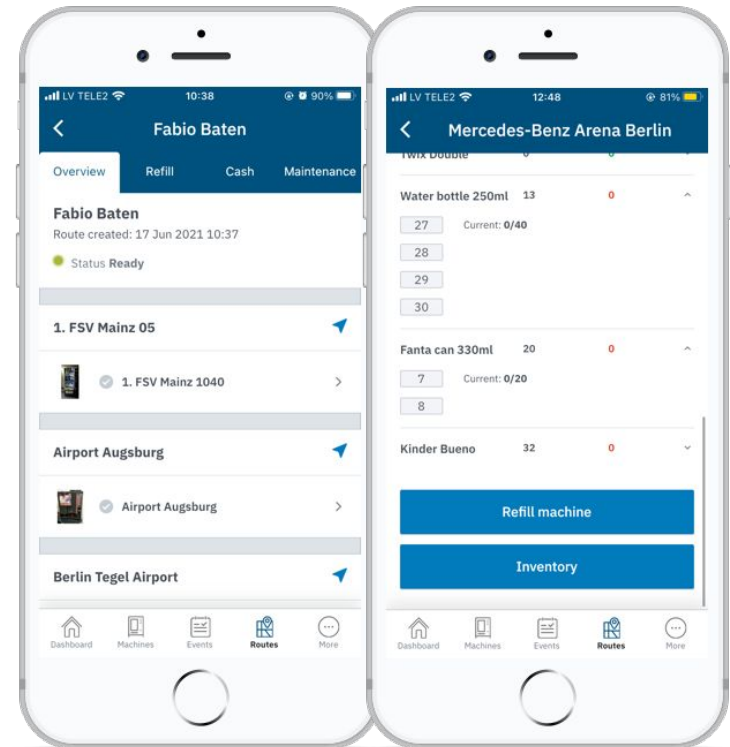 LV TELE2 10:38 90%
Fabio Baten
Overview Refill Cash Maintenance
Fabio Baten
Route created: 17 Jun 2021 10:37
Status Ready
1. FSV Mainz 05
1. FSV Mainz 1040
Airport Augsburg
Airport Augsburg
Berlin Tegel Airport
Dashboard Machines Events Routes More
LV TELE2 12:48 81%
Mercedes-Benz Arena Berlin
Twix Double 0 0
Water bottle 250ml 13 0
27 Current: 0/40
28
29
30
Fanta can 330ml 20 0
7 Current: 0/20
8
Kinder Bueno 32 0
Refill machine
Inventory
Dashboard Machines Events Routes More